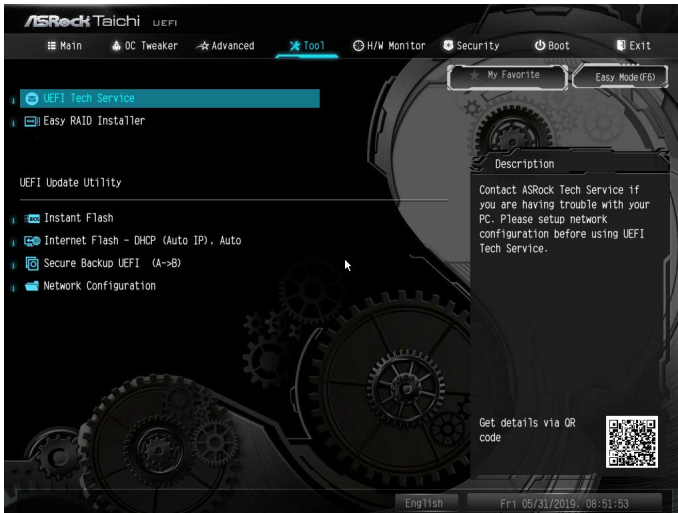 ASRock Taichi UEFI
Main OC Tweaker Advanced Tool H/W Monitor Security Boot Exit
My Favorite Easy Mode(F6)
UEFI Tech Service
Easy RAID Installer
UEFI Update Utility
Instant Flash
Internet Flash - DHCP (Auto IP), Auto
Secure Backup UEFI (A->B)
Network Configuration
Description
Contact ASRock Tech Service if
you are having trouble with your
PC. Please setup network
configuration before using UEFI
Tech Service.
Get details via QR
code
English Fri 05/31/2019, 08:51:53